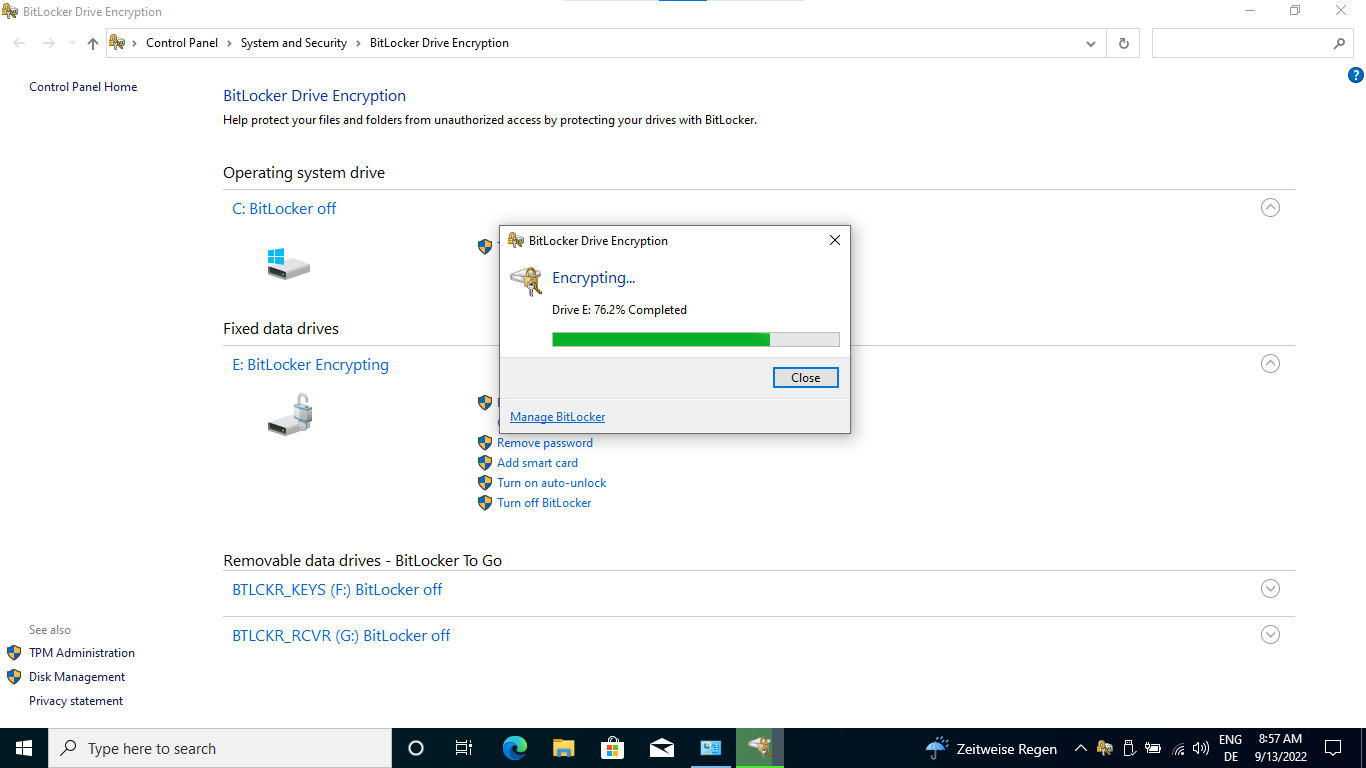 BitLocker Drive Encryption
Control Panel › System and Security › BitLocker Drive Encryption
Control Panel Home
BitLocker Drive Encryption
Help protect your files and folders from unauthorized access by protecting your drives with BitLocker.
Operating system drive
C: BitLocker off
Fixed data drives
E: BitLocker Encrypting
BitLocker Drive Encryption
Encrypting...
Drive E: 76.2% Completed
Close
Manage BitLocker
Remove password
Add smart card
Turn on auto-unlock
Turn off BitLocker
Removable data drives - BitLocker To Go
BTLCKR_KEYS (F:) BitLocker off
BTLCKR_RCVR (G:) BitLocker off
See also
TPM Administration
Disk Management
Privacy statement
Type here to search
Zeitweise Regen
ENG
DE
8:57 AM
9/13/2022